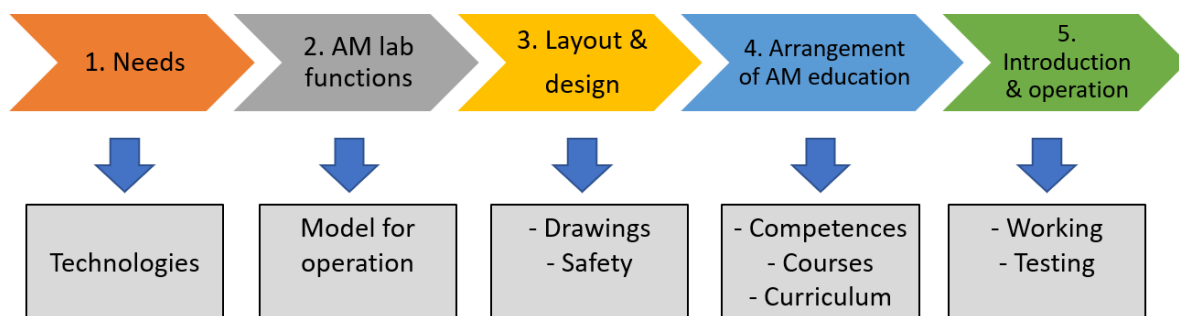 1. Needs
2. AM lab
functions
3. Layout &
design
4. Arrangement
of AM education
5.
Introduction
& operation
Technologies
Model for
operation
- Drawings
- Safety
- Competences
- Courses
- Curriculum
- Working
- Testing